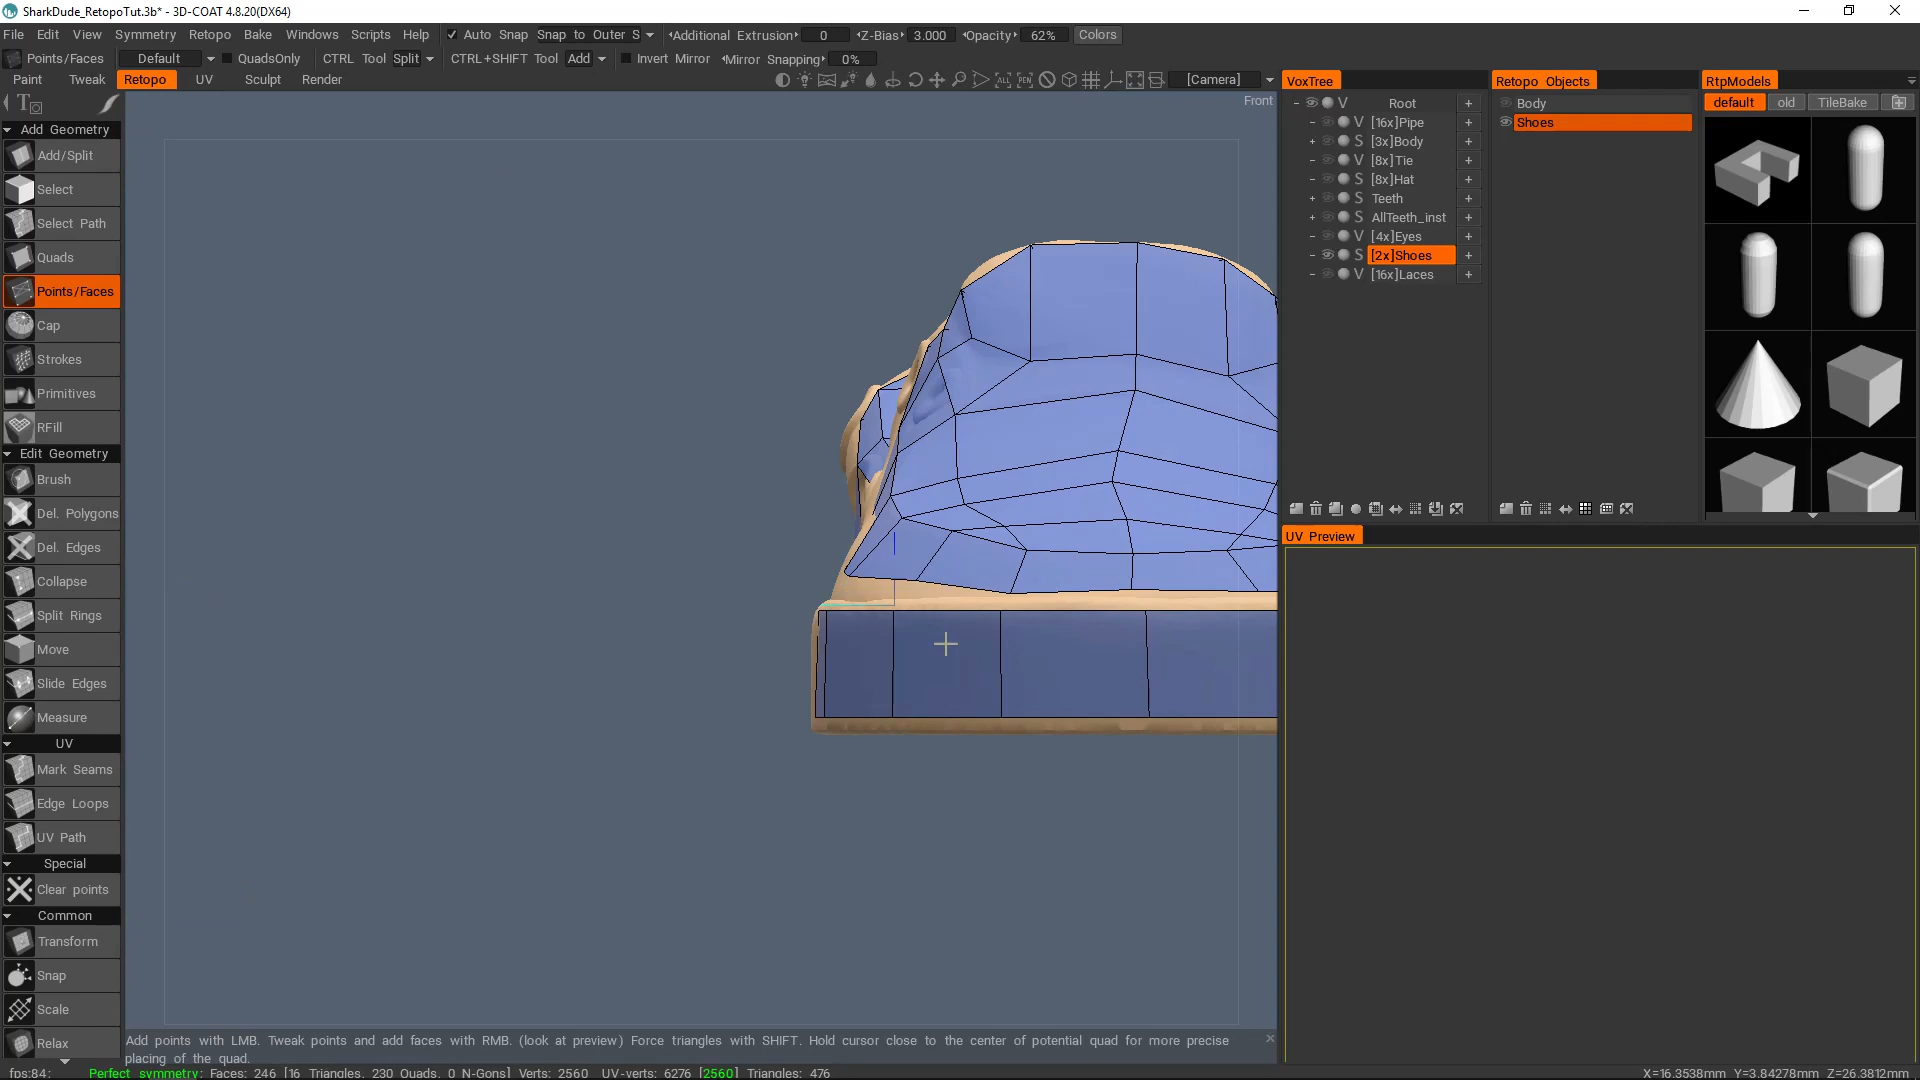 SharkDude_RetopoTut.3b* - 3D-COAT 4.8.20(DX64)
File Edit View Symmetry Retopo Bake Windows Scripts Help Auto Snap Snap to Outer S Additional Extrusion 0 Z-Bias 3.000 Opacity 62% Colors
Points/Faces Default QuadsOnly CTRL Tool Split CTRL+SHIFT Tool Add Invert Mirror Mirror Snapping 0%
Paint Tweak Retopo UV Sculpt Render [Camera]
Front
Add Geometry
Add/Split
Select
Select Path
Quads
Points/Faces
Cap
Strokes
Primitives
RFill
Edit Geometry
Brush
Del. Polygons
Del. Edges
Collapse
Split Rings
Move
Slide Edges
Measure
UV
Mark Seams
Edge Loops
UV Path
Special
Clear points
Common
Transform
Snap
Scale
Relax
VoxTree
Root
V
V [16x]Pipe
S [3x]Body
V [8x]Tie
S [8x]Hat
S Teeth
S AllTeeth_inst
V [4x]Eyes
S [2x]Shoes
V [16x]Laces
Retopo Objects
Body
Shoes
RtpModels
default old TileBake
UV Preview
Add points with LMB. Tweak points and add faces with RMB. (look at preview) Force triangles with SHIFT. Hold cursor close to the center of potential quad for more precise
placing of the quad.
fps:84; Perfect symmetry; Faces: 246 [16 Triangles, 230 Quads, 0 N-Gons] Verts: 2560 UV-verts: 6276 [2560] Triangles: 476
X=16.3538mm Y=3.84278mm Z=26.3812mm